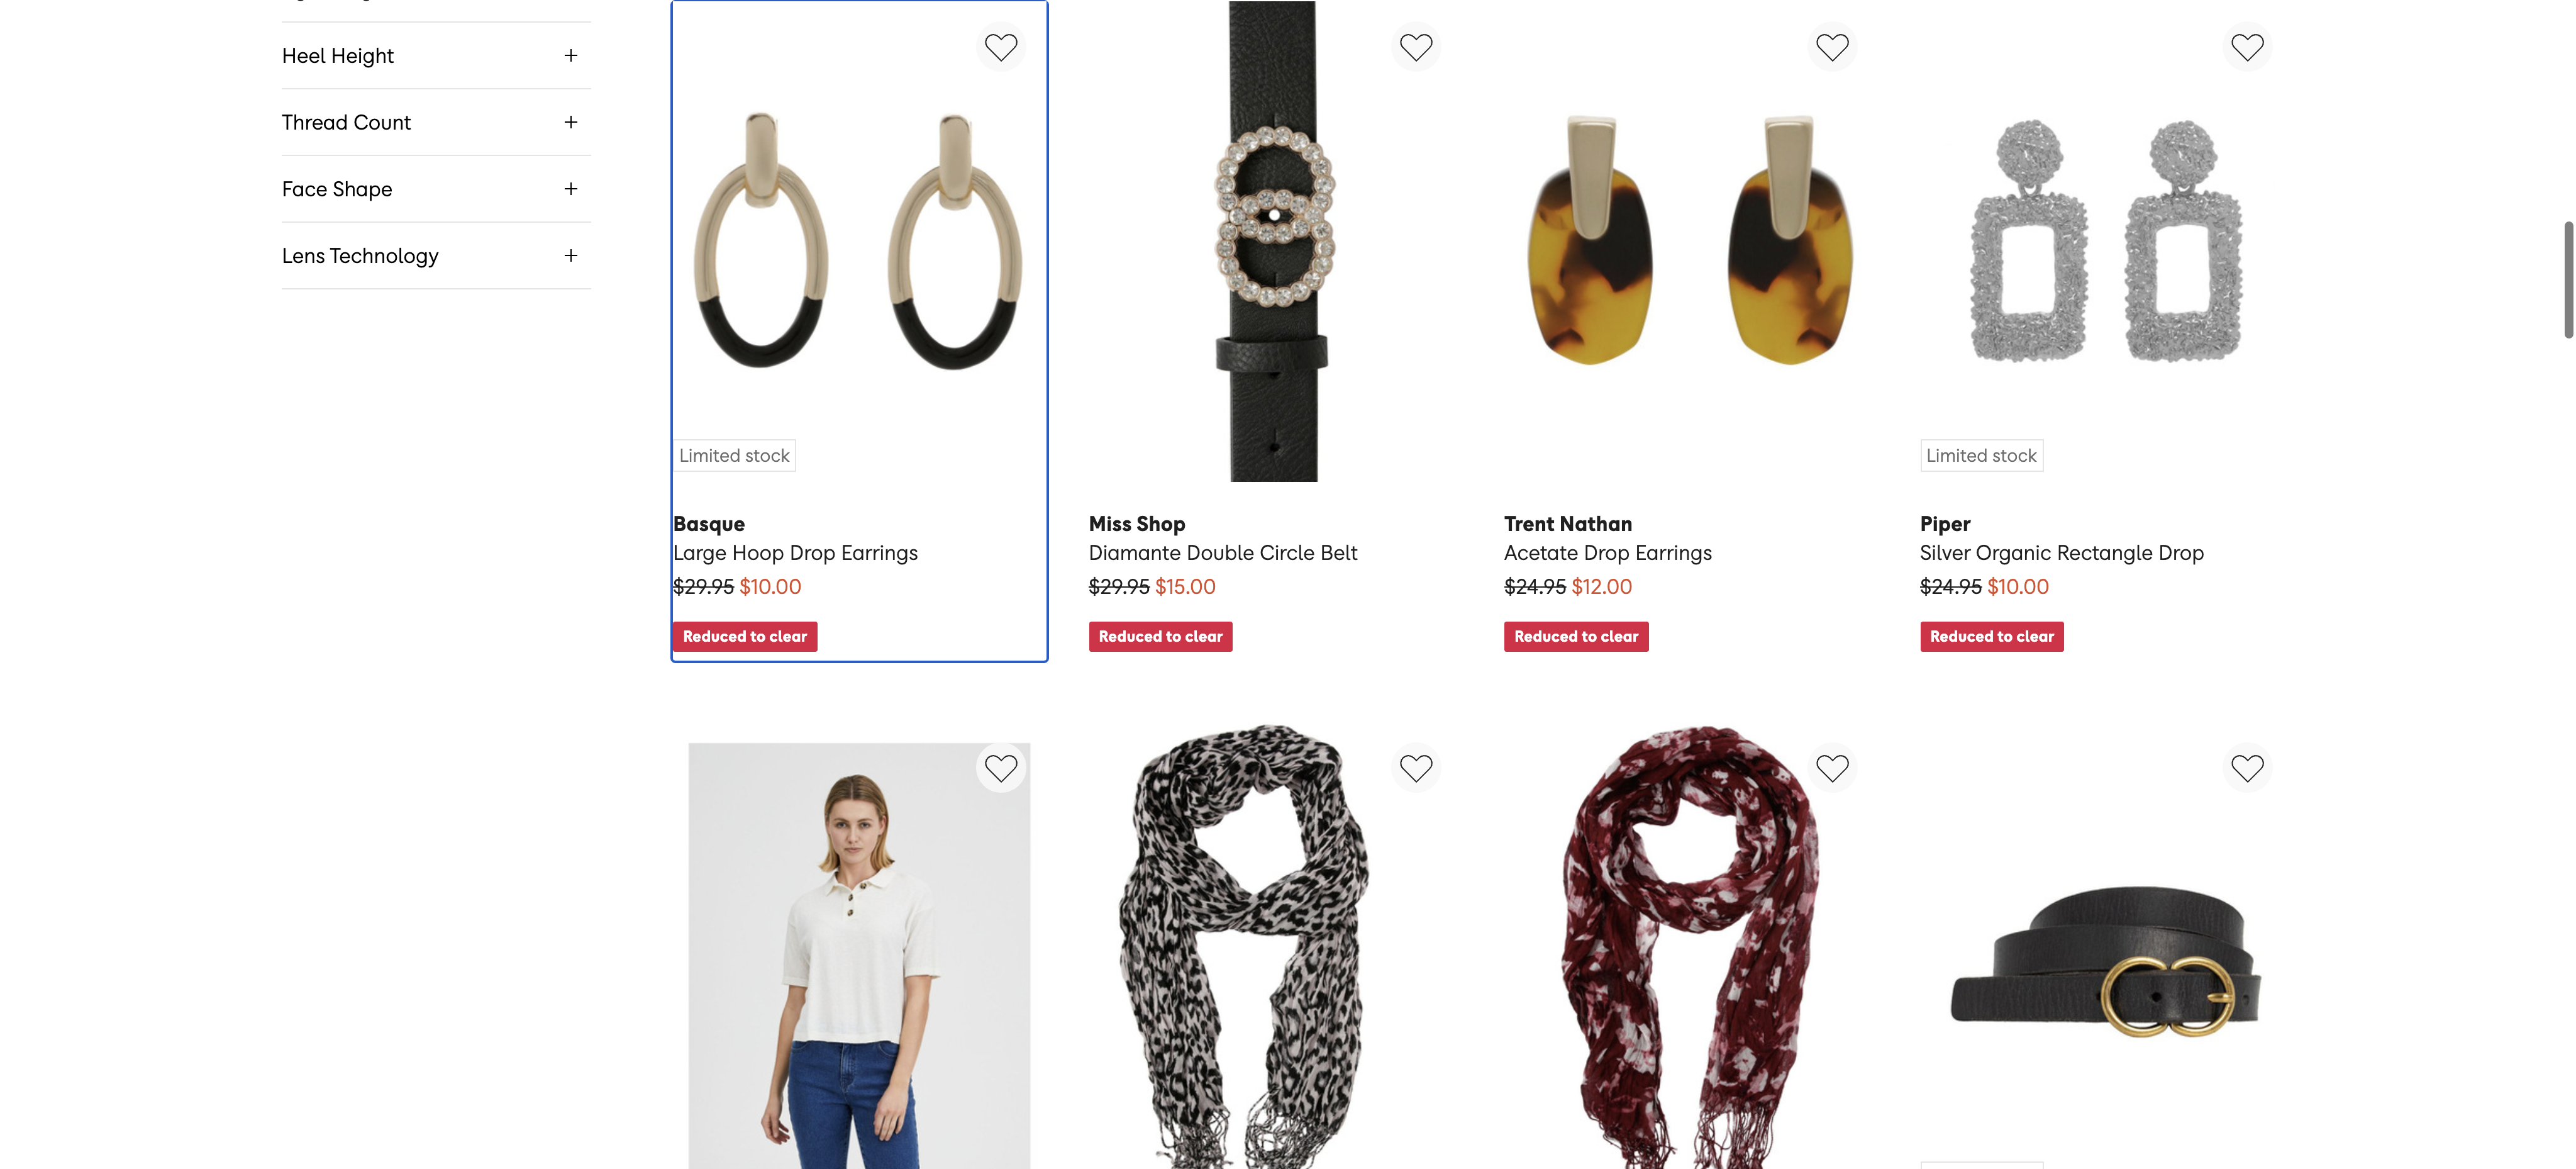 Heel Height
Thread Count
Face Shape
Lens Technology
Limited stock
Basque
Large Hoop Drop Earrings
$29.95 $10.00
Reduced to clear
Miss Shop
Diamante Double Circle Belt
$29.95 $15.00
Reduced to clear
Trent Nathan
Acetate Drop Earrings
$24.95 $12.00
Reduced to clear
Limited stock
Piper
Silver Organic Rectangle Drop
$24.95 $10.00
Reduced to clear